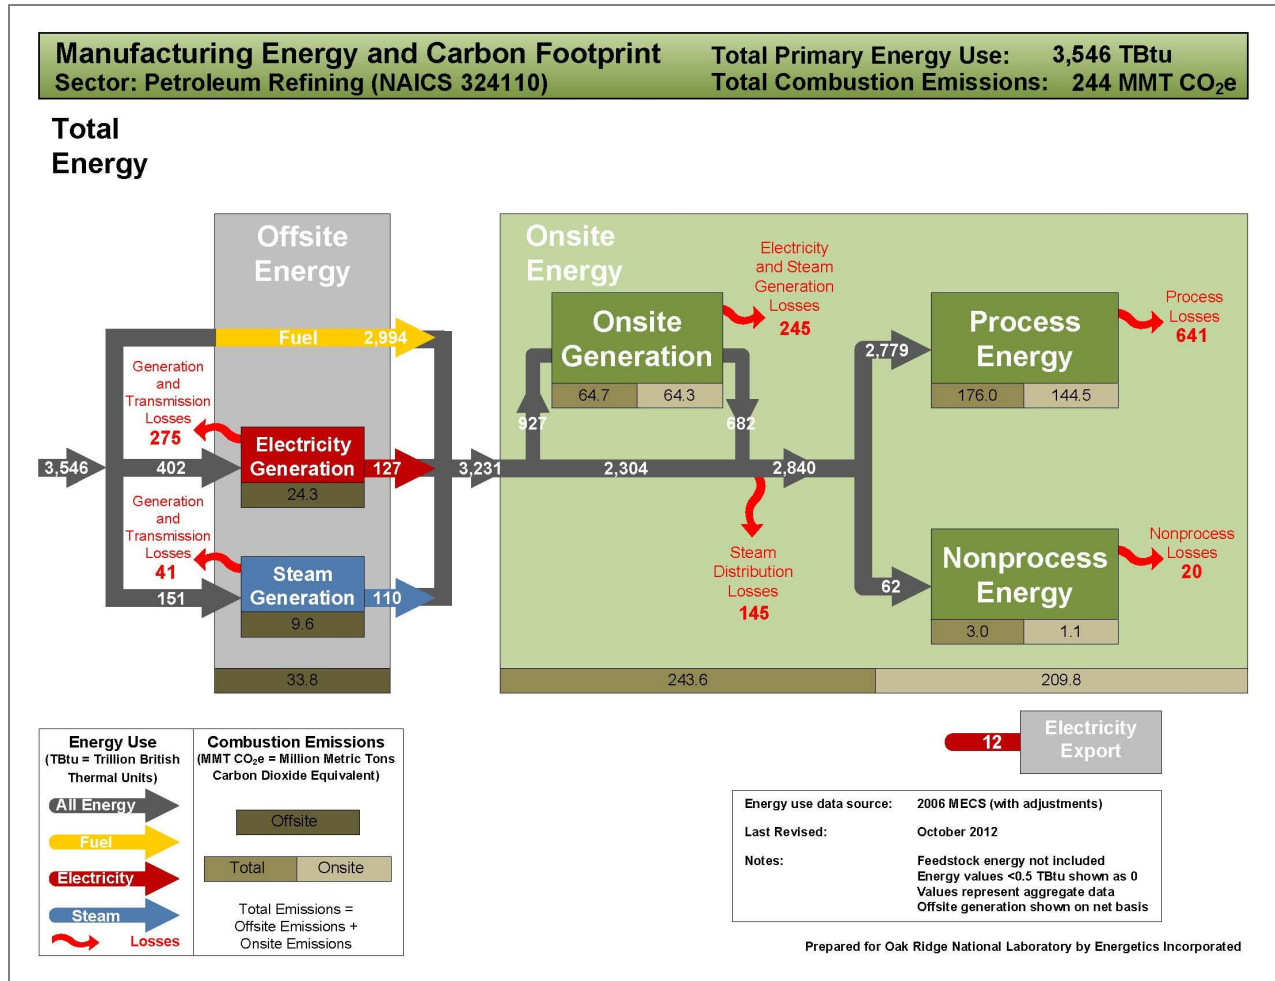 Manufacturing Energy and Carbon Footprint
Sector: Petroleum Refining (NAICS 324110)
Total Primary Energy Use: 3,546 TBtu
Total Combustion Emissions: 244 MMT CO₂e
Total
Energy
Offsite
Energy
Fuel 2,994
Generation
and
Transmission
Losses
275
3,546
402
Electricity
Generation
127
24.3
Generation
and
Transmission
Losses
41
151
Steam
Generation
110
9.6
33.8
3,231
Onsite
Energy
Onsite
Generation
64.7 64.3
927
682
Electricity
and Steam
Generation
Losses
245
2,304
2,840
Steam
Distribution
Losses
145
2,779
Process
Energy
176.0 144.5
Process
Losses
641
62
Nonprocess
Energy
3.0 1.1
Nonprocess
Losses
20
243.6 209.8
12
Electricity
Export
Energy Use
(TBtu = Trillion British
Thermal Units)
All Energy
Fuel
Electricity
Steam
Losses
Combustion Emissions
(MMT CO₂e = Million Metric Tons
Carbon Dioxide Equivalent)
Offsite
Total Onsite
Total Emissions =
Offsite Emissions +
Onsite Emissions
Energy use data source: 2006 MECS (with adjustments)
Last Revised: October 2012
Notes: Feedstock energy not included
Energy values <0.5 TBtu shown as 0
Values represent aggregate data
Offsite generation shown on net basis
Prepared for Oak Ridge National Laboratory by Energetics Incorporated